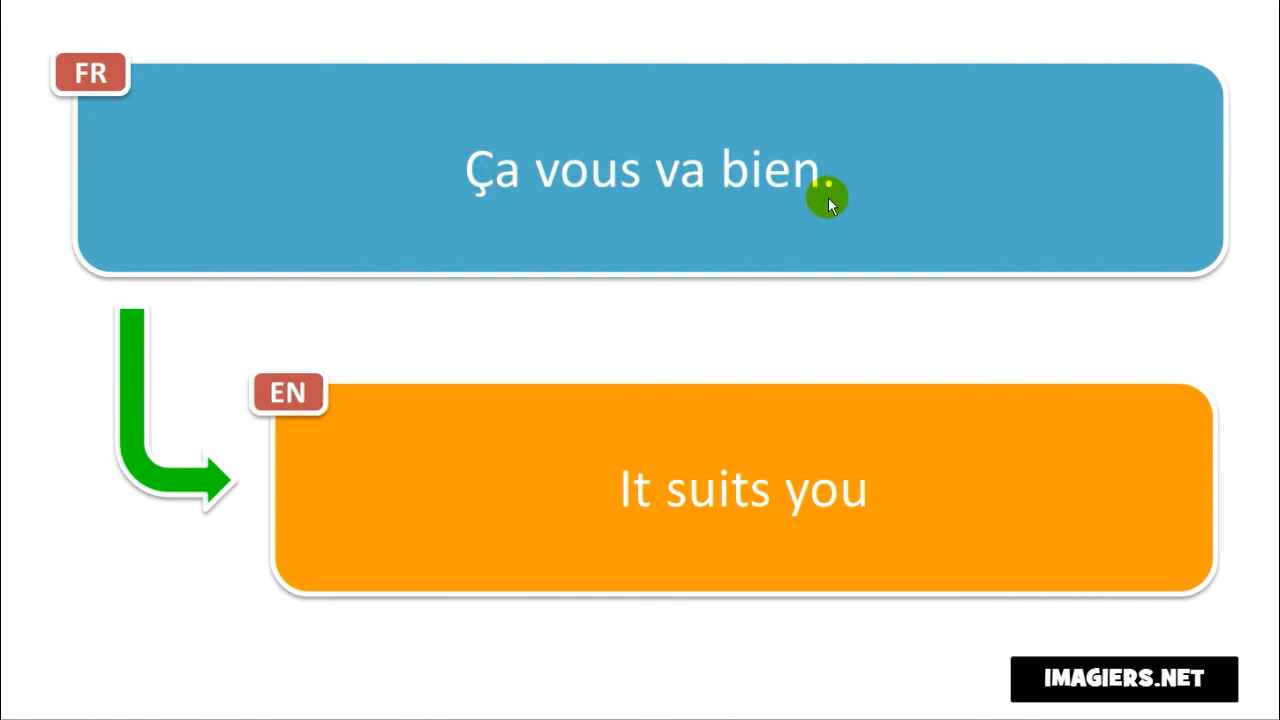 FR
Ça vous va bien.
EN
It suits you
IMAGIERS.NET